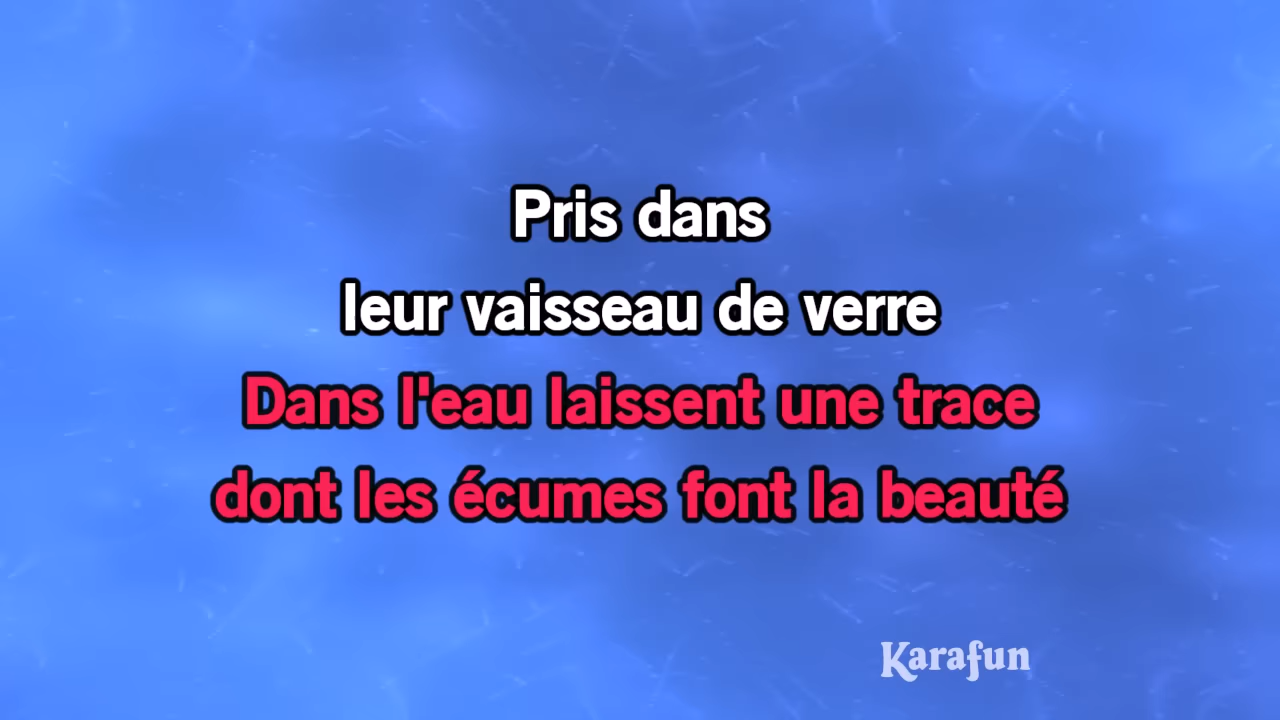 Pris dans
leur vaisseau de verre
Dans l'eau laissent une trace
dont les écumes font la beauté
Karafun